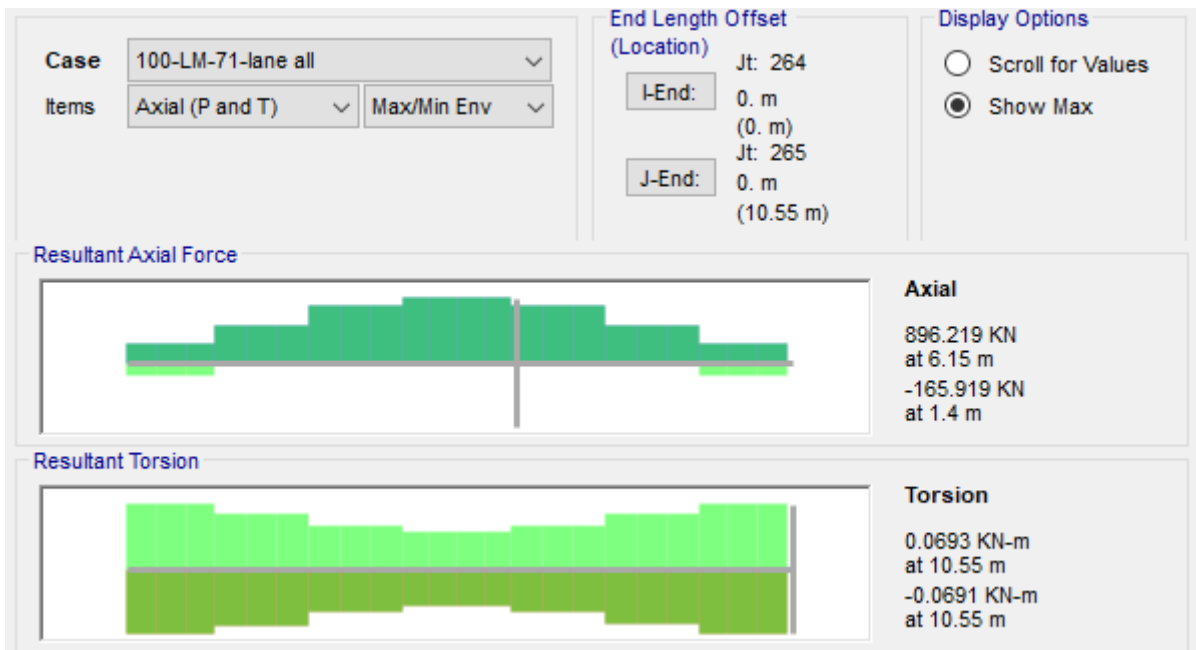 Case
100-LM-71-lane all
Items
Axial (P and T)
Max/Min Env
End Length Offset
(Location)
I-End:
Jt: 264
0. m
(0. m)
J-End:
Jt: 265
0. m
(10.55 m)
Display Options
Scroll for Values
Show Max
Resultant Axial Force
Axial
896.219 KN
at 6.15 m
-165.919 KN
at 1.4 m
Resultant Torsion
Torsion
0.0693 KN-m
at 10.55 m
-0.0691 KN-m
at 10.55 m